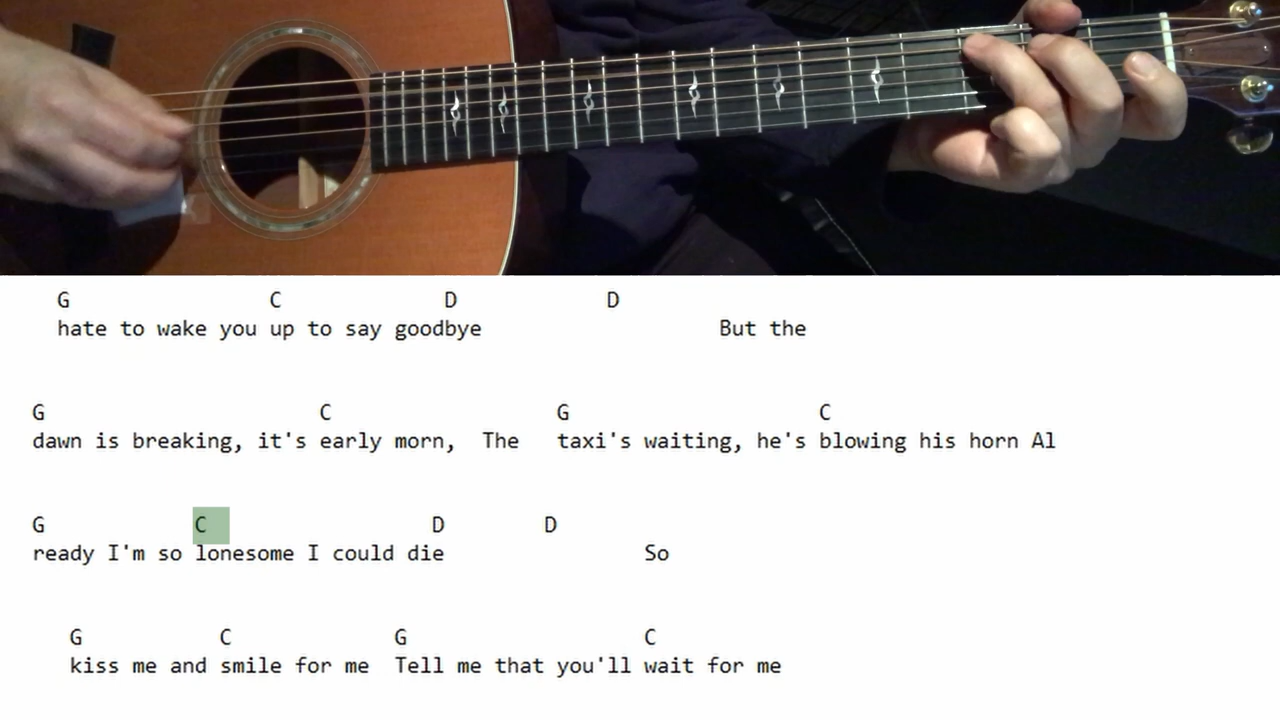 G C D D
hate to wake you up to say goodbye But the
G C G C
dawn is breaking, it's early morn, The taxi's waiting, he's blowing his horn Al
G C D D
ready I'm so lonesome I could die So
G C G C
kiss me and smile for me Tell me that you'll wait for me